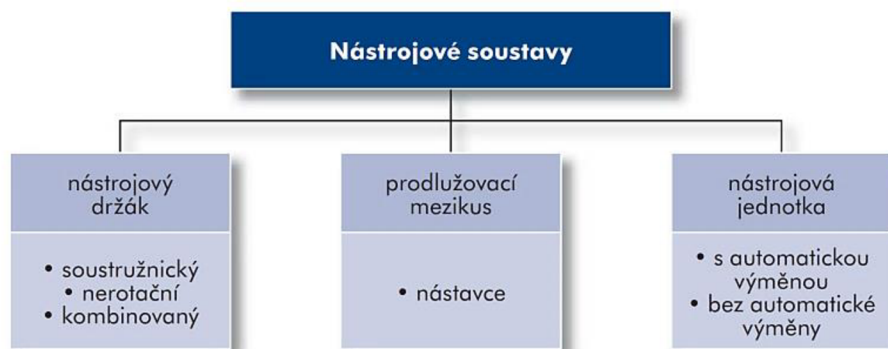 Nástrojové soustavy
nástrojový
držák
• soustružnický
• nerotační
• kombinovaný
prodlužovací
mezikus
• nástavce
nástrojová
jednotka
• s automatickou
výměnou
• bez automatické
výměny